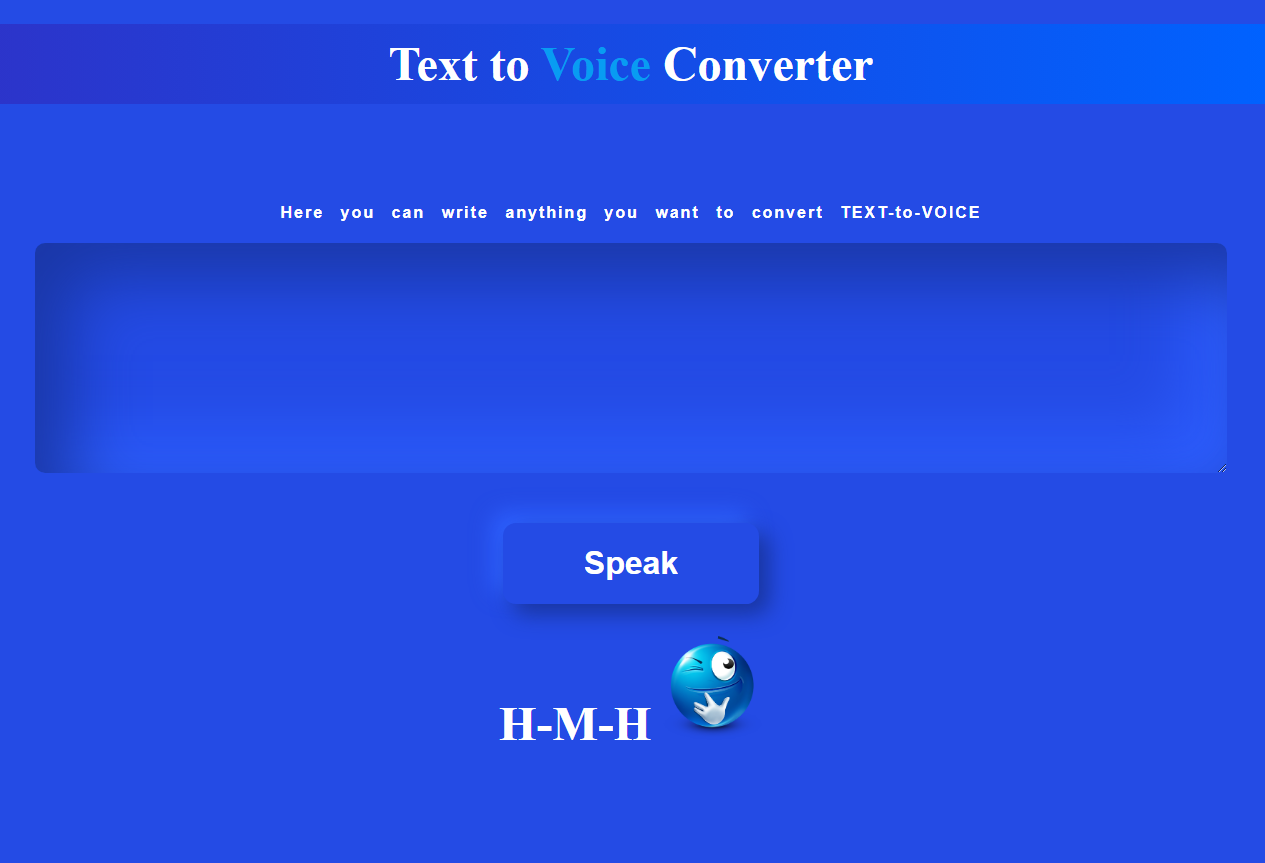 Text to Voice Converter
Here you can write anything you want to convert TEXT-to-VOICE
Speak
H-M-H